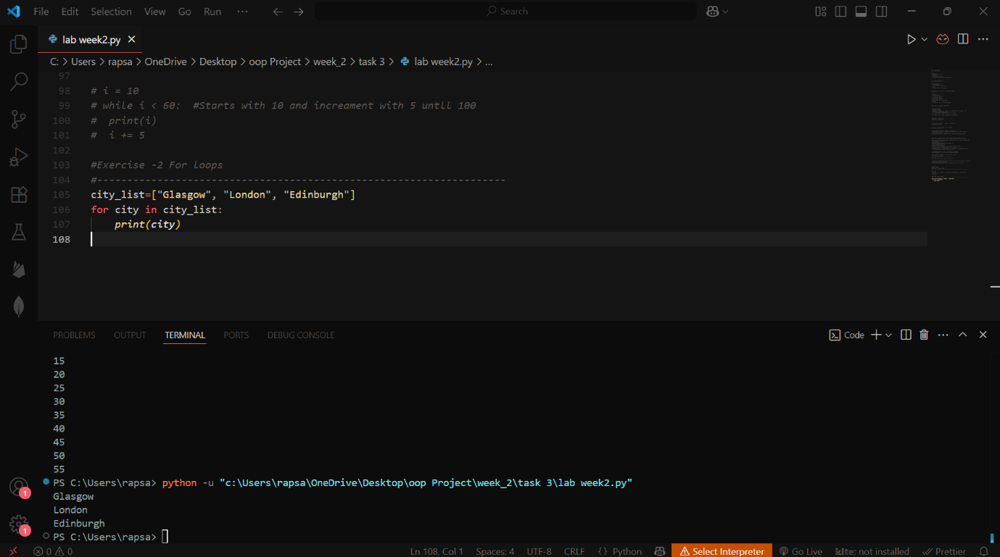 File Edit Selection View Go Run ··· Search
lab week2.py
C: > Users > rapsa > OneDrive > Desktop > oop Project > week_2 > task 3 > lab week2.py > ...
97
98 # i = 10
99 # while i < 60:  #Starts with 10 and increament with 5 untll 100
100 #  print(i)
101 #  i += 5
102
103 #Exercise -2 For loops
104 #--------------------------------------------------------------------
105 city_list=["Glasgow", "London", "Edinburgh"]
106 for city in city_list:
107     print(city)
108
PROBLEMS OUTPUT TERMINAL PORTS DEBUG CONSOLE Code
15
20
25
30
35
40
45
50
55
PS C:\Users\rapsa> python -u "c:\Users\rapsa\OneDrive\Desktop\oop Project\week_2\task 3\lab week2.py"
Glasgow
1
London
Edinburgh
1
PS C:\Users\rapsa>
0 0 Ln 108, Col 1 Spaces: 4 UTF-8 CRLF {} Python Select Interpreter Go Live kite: not installed Prettier